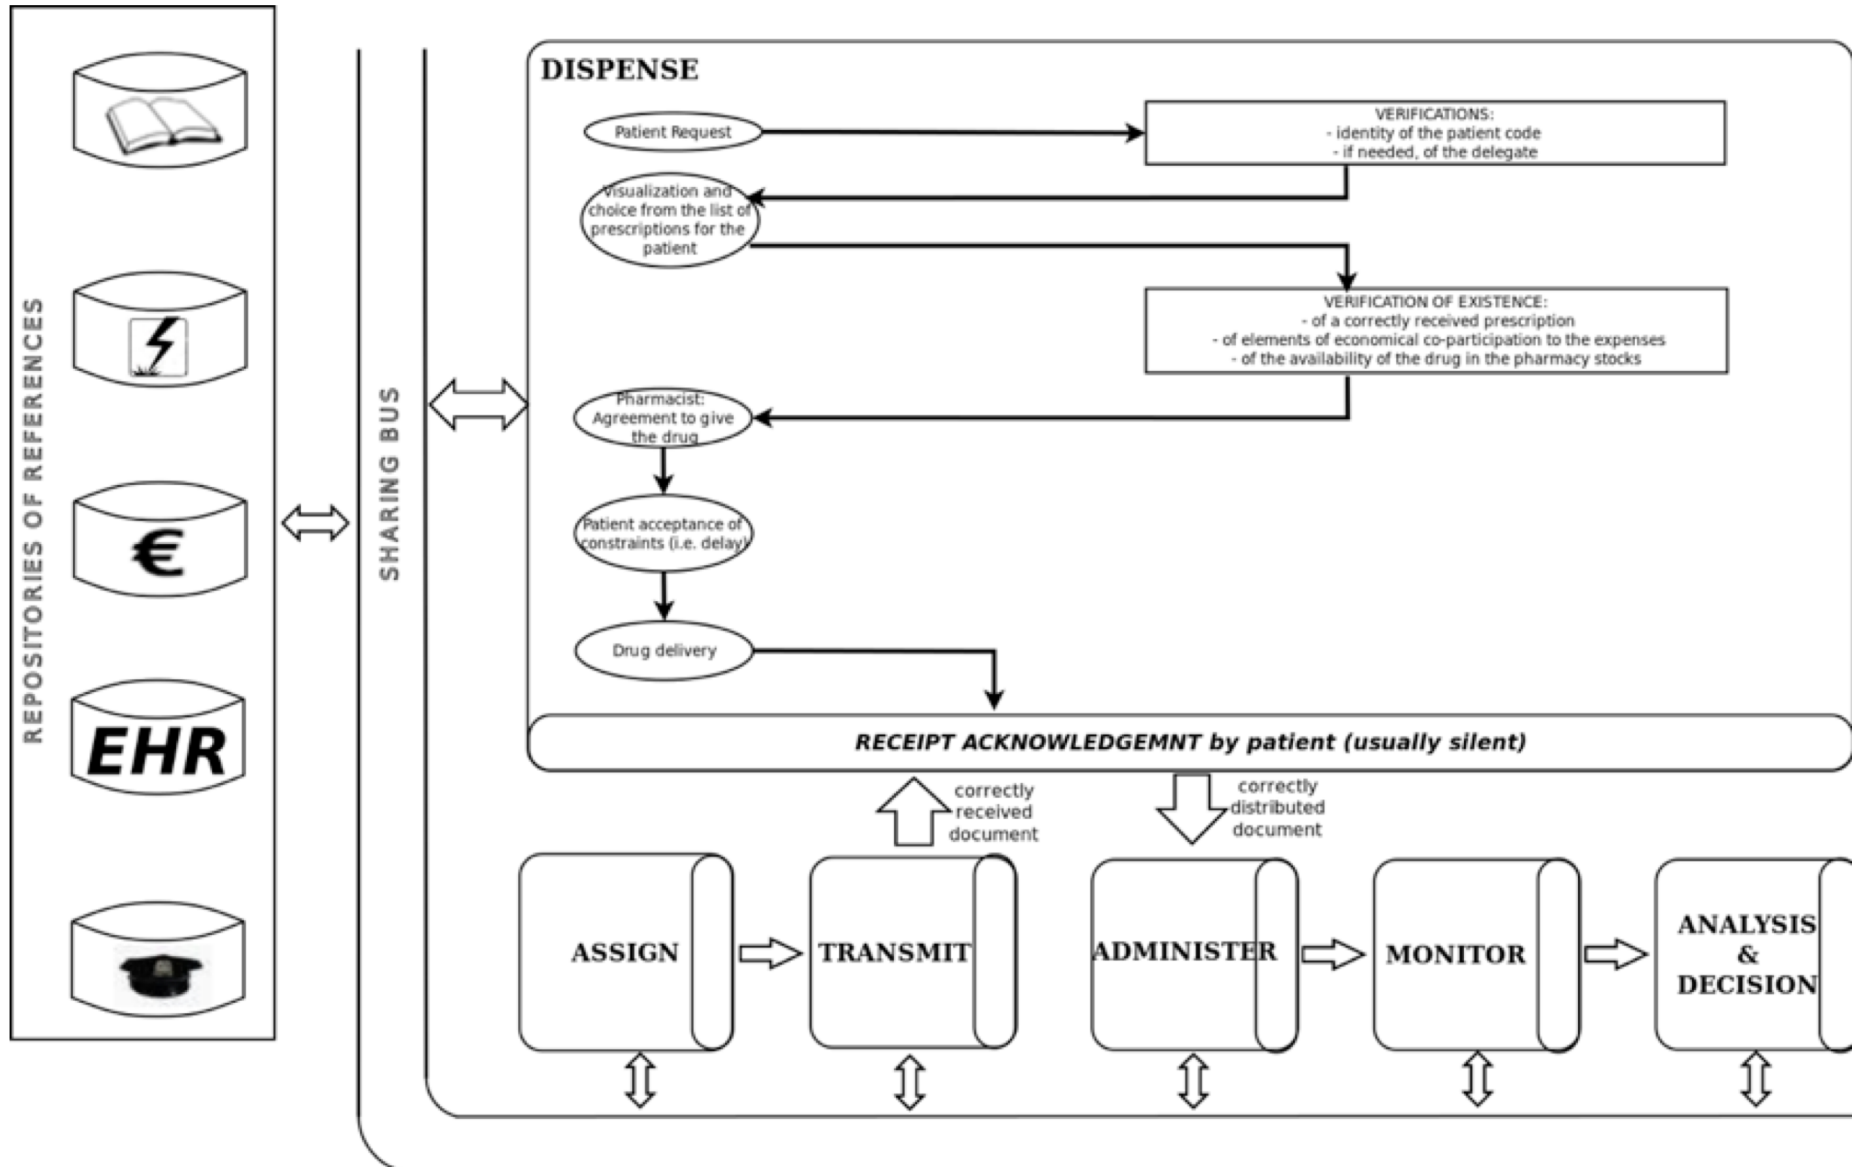 REPOSITORIES OF REFERENCES
€
EHR
SHARING BUS
DISPENSE
Patient Request
VERIFICATIONS:
- identity of the patient code
- if needed, of the delegate
Visualization and
choice from the list of
prescriptions for the
patient
VERIFICATION OF EXISTENCE:
- of a correctly received prescription
- of elements of economical co-participation to the expenses
- of the availability of the drug in the pharmacy stocks
Pharmacist:
Agreement to give
the drug
Patient acceptance of
constraints (i.e. delay)
Drug delivery
RECEIPT ACKNOWLEDGEMNT by patient (usually silent)
correctly
received
document
correctly
distributed
document
ASSIGN
TRANSMIT
ADMINISTER
MONITOR
ANALYSIS
&
DECISION